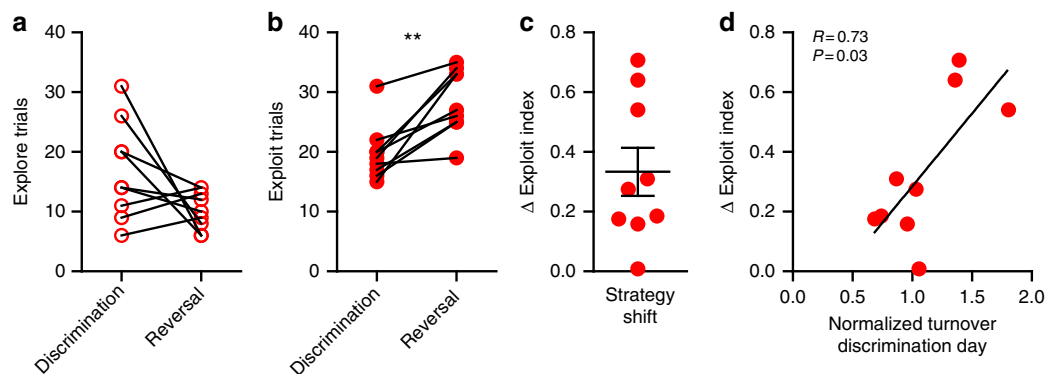 a
40
30
20
10
0
Explore trials
Discrimination
Reversal
b
**
40
30
20
10
0
Exploit trials
Discrimination
Reversal
c
0.8
0.6
0.4
0.2
0.0
Δ Exploit index
Strategy
shift
d
R=0.73
P=0.03
0.8
0.6
0.4
0.2
0.0
Δ Exploit index
0.0 0.5 1.0 1.5 2.0
Normalized turnover
discrimination day